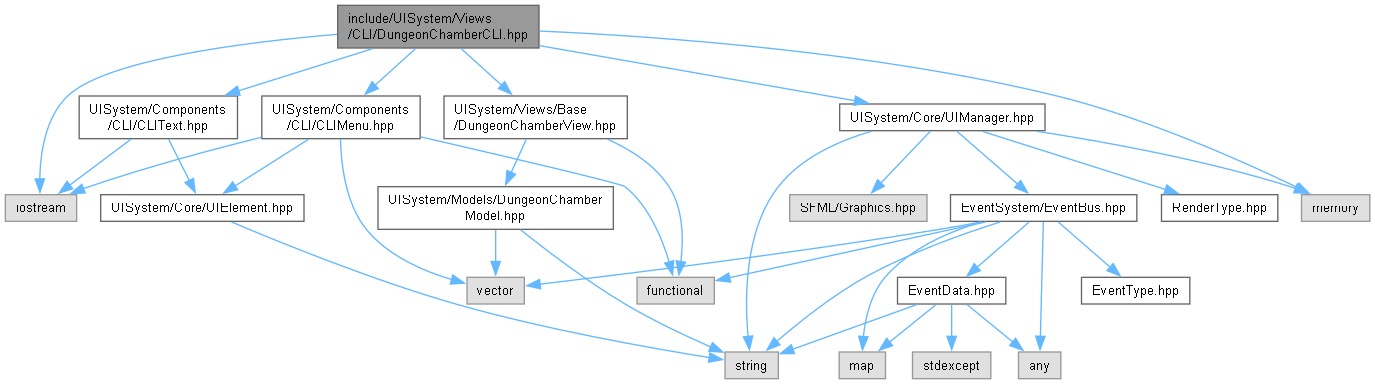 include/UISystem/Views
/CLI/DungeonChamberCLI.hpp
UISystem/Components
/CLI/CLIText.hpp
UISystem/Components
/CLI/CLIMenu.hpp
UISystem/Views/Base
/DungeonChamberView.hpp
UISystem/Core/UIManager.hpp
iostream
UISystem/Core/UIElement.hpp
UISystem/Models/DungeonChamber
Model.hpp
SFML/Graphics.hpp
EventSystem/EventBus.hpp
RenderType.hpp
memory
vector
functional
EventData.hpp
EventType.hpp
string
map
stdexcept
any